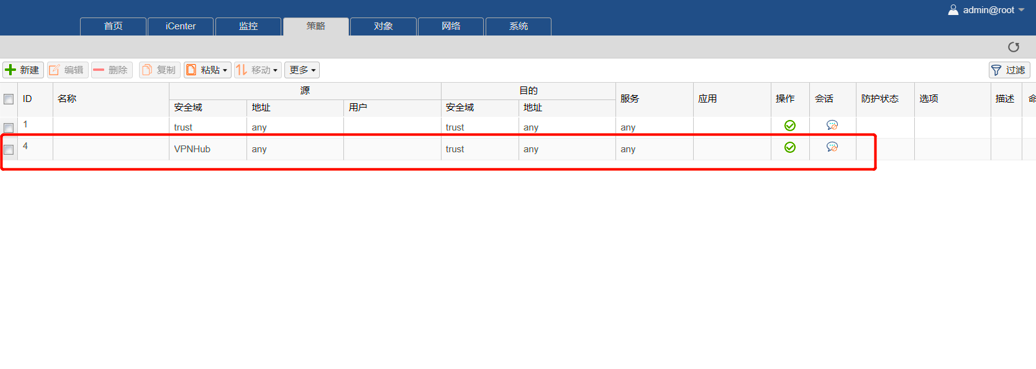 admin@root
首页 iCenter 监控 策略 对象 网络 系统
新建 编辑 删除 复制 粘贴 移动 更多 过滤
源 目的
ID 名称 安全域 地址 用户 安全域 地址 服务 应用 操作 会话 防护状态 选项 描述 命
1 trust any trust any any
4 VPNHub any trust any any